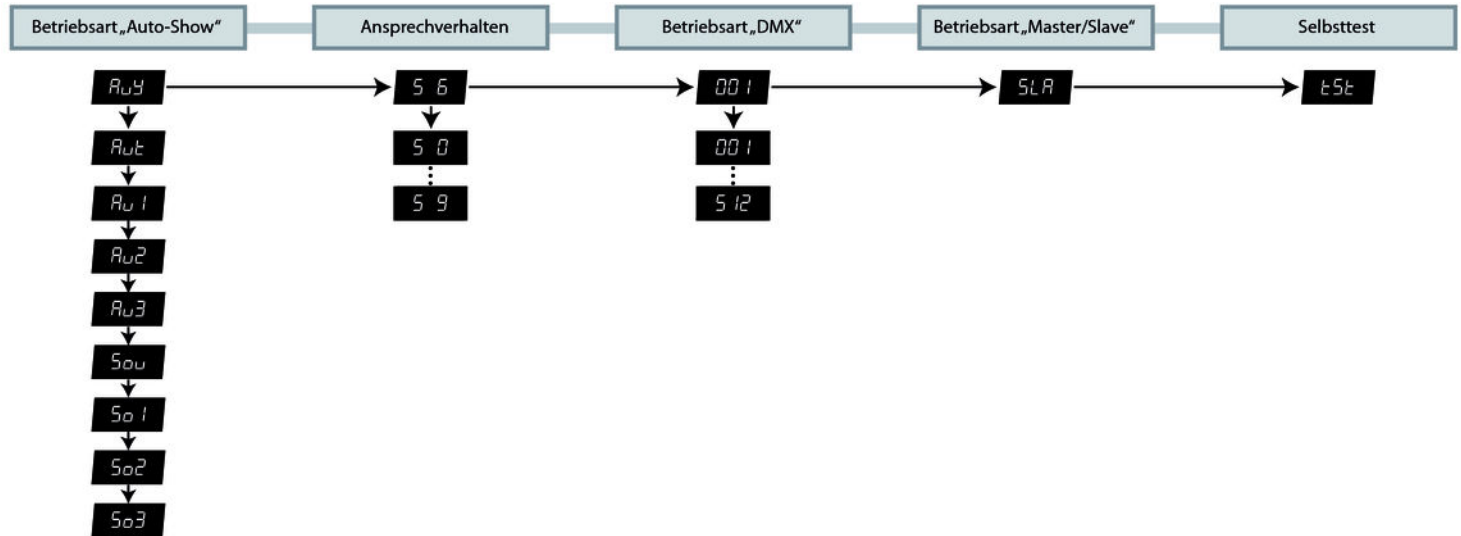 Betriebsart „Auto-Show“
Ansprechverhalten
Betriebsart „DMX“
Betriebsart „Master/Slave“
Selbsttest
AuY
S 6
001
SLA
tSt
Aut
S 0
001
Au1
S 9
512
Au2
Au3
Sou
So1
So2
So3